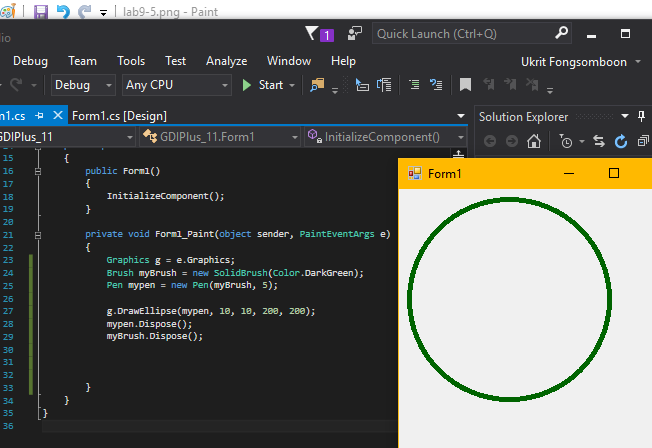 lab9-5.png - Paint
dio
1
Quick Launch (Ctrl+Q)
Debug Team Tools Test Analyze Window Help
Ukrit Fongsomboon
Debug Any CPU Start
m1.cs Form1.cs [Design]
Solution Explorer
GDIPlus_11 GDIPlus_11.Form1 InitializeComponent()
Form1
15 {
16 public Form1()
17 {
18 InitializeComponent();
19 }
20
21 private void Form1_Paint(object sender, PaintEventArgs e)
22 {
23 Graphics g = e.Graphics;
24 Brush myBrush = new SolidBrush(Color.DarkGreen);
25 Pen mypen = new Pen(myBrush, 5);
26
27 g.DrawEllipse(mypen, 10, 10, 200, 200);
28 mypen.Dispose();
29 myBrush.Dispose();
30
31
32
33 }
34 }
35 }
36